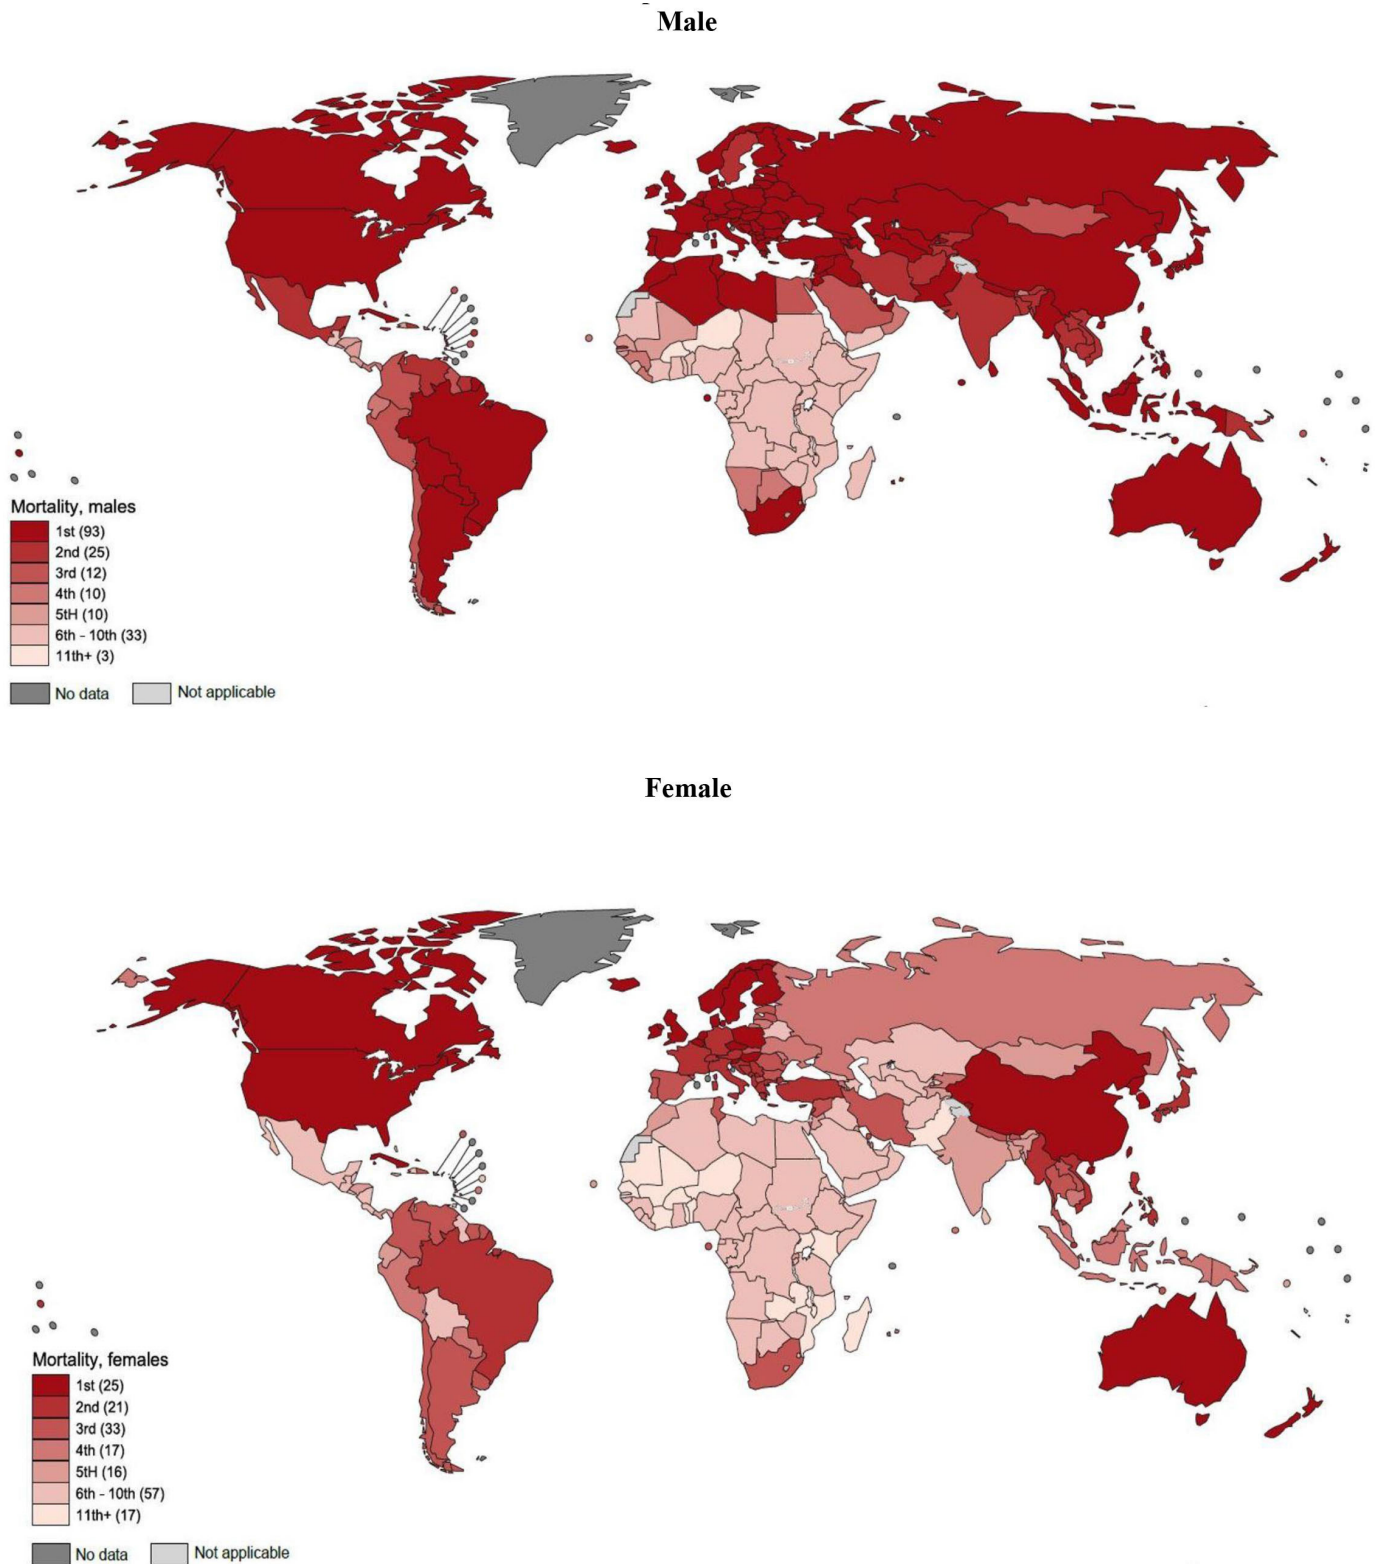 Male
Mortality, males
1st (93)
2nd (25)
3rd (12)
4th (10)
5tH (10)
6th - 10th (33)
11th+ (3)
No data
Not applicable
Female
Mortality, females
1st (25)
2nd (21)
3rd (33)
4th (17)
5tH (16)
6th - 10th (57)
11th+ (17)
No data
Not applicable